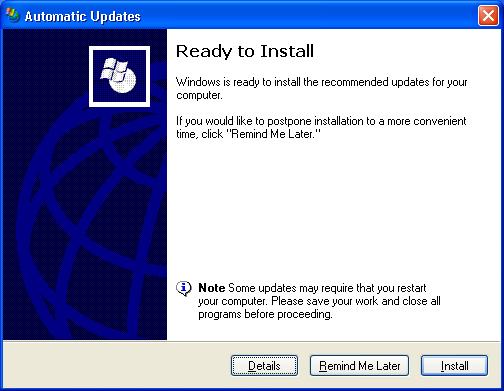 Automatic Updates
Ready to Install
Windows is ready to install the recommended updates for your
computer.
If you would like to postpone installation to a more convenient
time, click "Remind Me Later."
Note Some updates may require that you restart
your computer. Please save your work and close all
programs before proceeding.
Details Remind Me Later Install